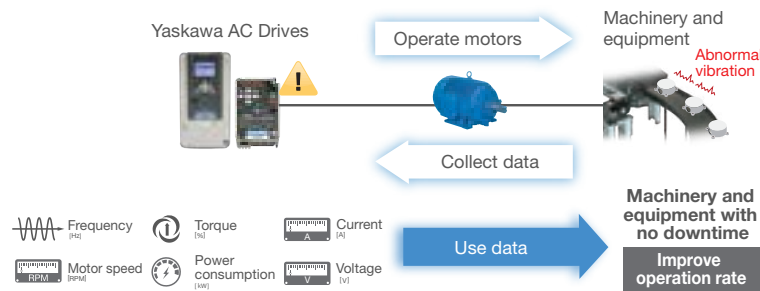 Yaskawa AC Drives
Operate motors
Machinery and
equipment
Abnormal
vibration
!
Collect data
Frequency
[Hz]
Torque
[%]
A
Current
[A]
RPM
Motor speed
[RPM]
Power
consumption
[kW]
V
Voltage
[V]
Use data
Machinery and
equipment with
no downtime
Improve
operation rate